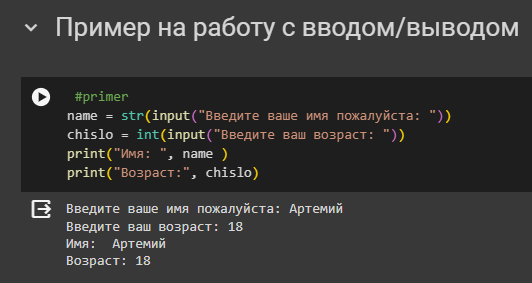 Пример на работу с вводом/выводом
#primer
name = str(input("Введите ваше имя пожалуйста: "))
chislo = int(input("Введите ваш возраст: "))
print("Имя: ", name )
print("Возраст:", chislo)
Введите ваше имя пожалуйста: Артемий
Введите ваш возраст: 18
Имя:  Артемий
Возраст: 18